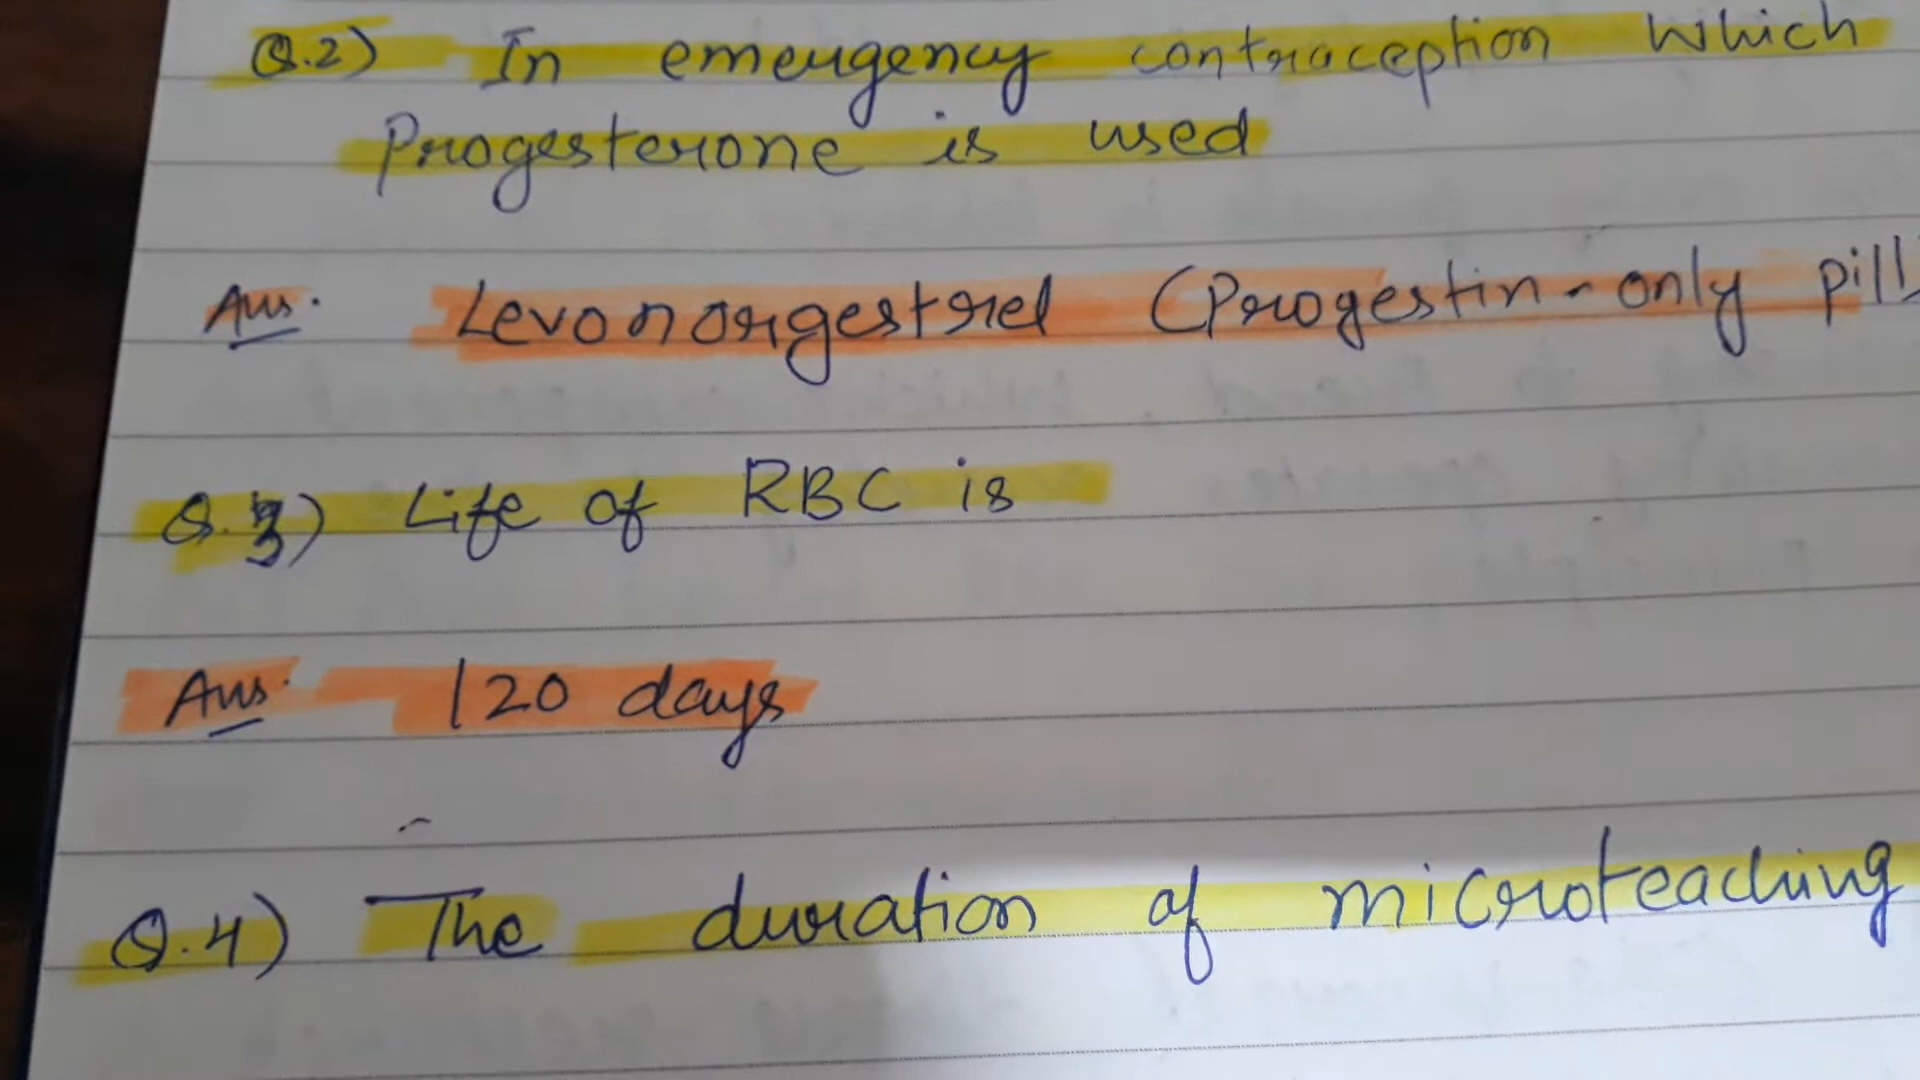 Q.2) In emergency contraception which
Progesterone is used
Ans. Levonorgestrel (Progestin-only pill)
Q.3) Life of RBC is
Ans. 120 days
Q.4) The duration of microteaching